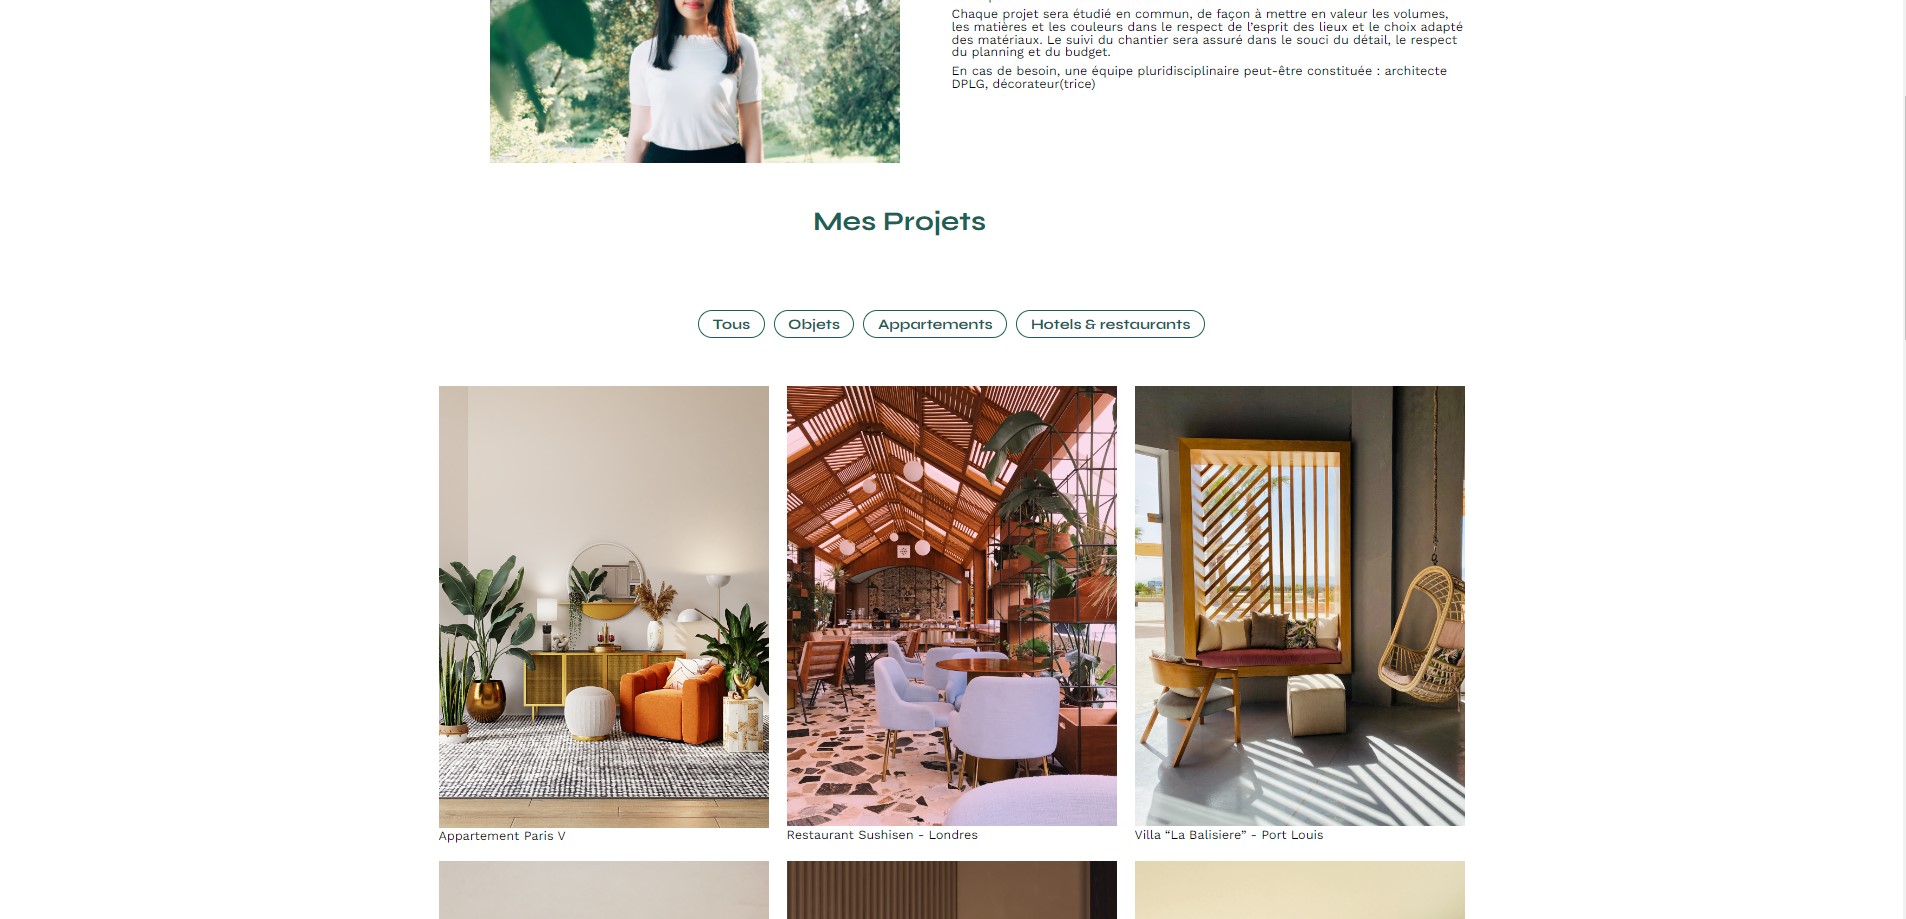 Chaque projet sera étudié en commun, de façon à mettre en valeur les volumes,
les matières et les couleurs dans le respect de l’esprit des lieux et le choix adapté
des matériaux. Le suivi du chantier sera assuré dans le souci du détail, le respect
du planning et du budget.
En cas de besoin, une équipe pluridisciplinaire peut-être constituée : architecte
DPLG, décorateur(trice)
Mes Projets
Tous
Objets
Appartements
Hotels & restaurants
Appartement Paris V
Restaurant Sushisen - Londres
Villa “La Balisiere” - Port Louis